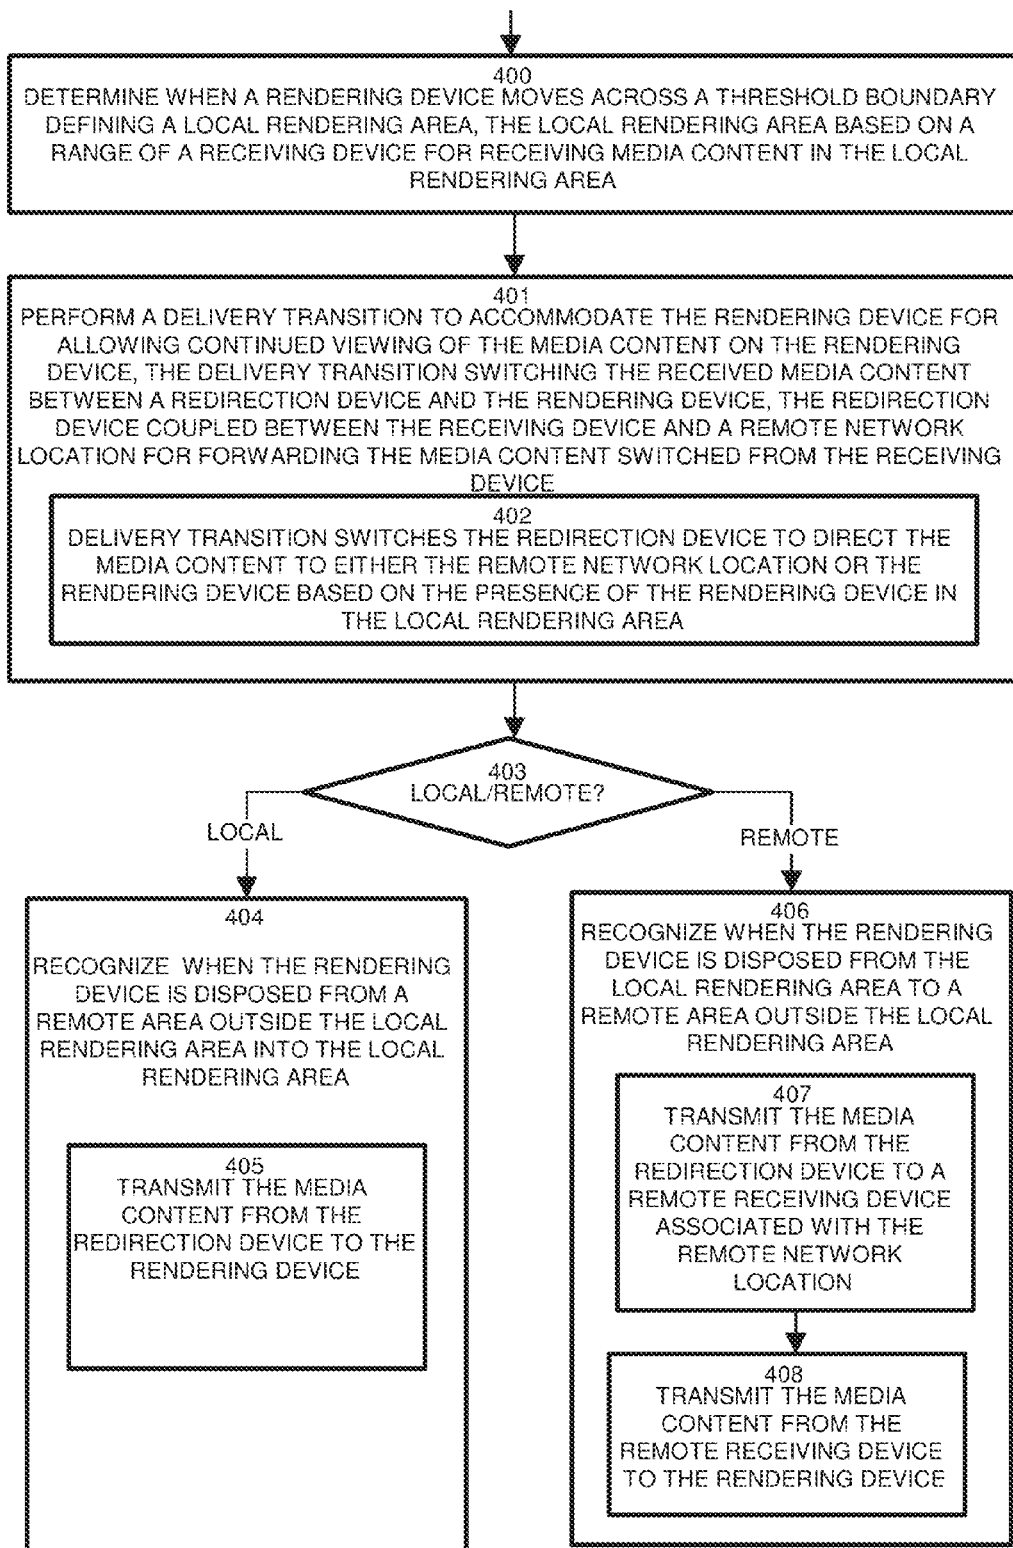 400
DETERMINE WHEN A RENDERING DEVICE MOVES ACROSS A THRESHOLD BOUNDARY
DEFINING A LOCAL RENDERING AREA, THE LOCAL RENDERING AREA BASED ON A
RANGE OF A RECEIVING DEVICE FOR RECEIVING MEDIA CONTENT IN THE LOCAL
RENDERING AREA
401
PERFORM A DELIVERY TRANSITION TO ACCOMMODATE THE RENDERING DEVICE FOR
ALLOWING CONTINUED VIEWING OF THE MEDIA CONTENT ON THE RENDERING
DEVICE, THE DELIVERY TRANSITION SWITCHING THE RECEIVED MEDIA CONTENT
BETWEEN A REDIRECTION DEVICE AND THE RENDERING DEVICE, THE REDIRECTION
DEVICE COUPLED BETWEEN THE RECEIVING DEVICE AND A REMOTE NETWORK
LOCATION FOR FORWARDING THE MEDIA CONTENT SWITCHED FROM THE RECEIVING
DEVICE
402
DELIVERY TRANSITION SWITCHES THE REDIRECTION DEVICE TO DIRECT THE
MEDIA CONTENT TO EITHER THE REMOTE NETWORK LOCATION OR THE
RENDERING DEVICE BASED ON THE PRESENCE OF THE RENDERING DEVICE IN
THE LOCAL RENDERING AREA
403
LOCAL/REMOTE?
LOCAL
REMOTE
404
RECOGNIZE WHEN THE RENDERING
DEVICE IS DISPOSED FROM A
REMOTE AREA OUTSIDE THE LOCAL
RENDERING AREA INTO THE LOCAL
RENDERING AREA
405
TRANSMIT THE MEDIA
CONTENT FROM THE
REDIRECTION DEVICE TO THE
RENDERING DEVICE
406
RECOGNIZE WHEN THE RENDERING
DEVICE IS DISPOSED FROM THE
LOCAL RENDERING AREA TO A
REMOTE AREA OUTSIDE THE LOCAL
RENDERING AREA
407
TRANSMIT THE MEDIA
CONTENT FROM THE
REDIRECTION DEVICE TO A
REMOTE RECEIVING DEVICE
ASSOCIATED WITH THE
REMOTE NETWORK
LOCATION
408
TRANSMIT THE MEDIA
CONTENT FROM THE
REMOTE RECEIVING DEVICE
TO THE RENDERING DEVICE